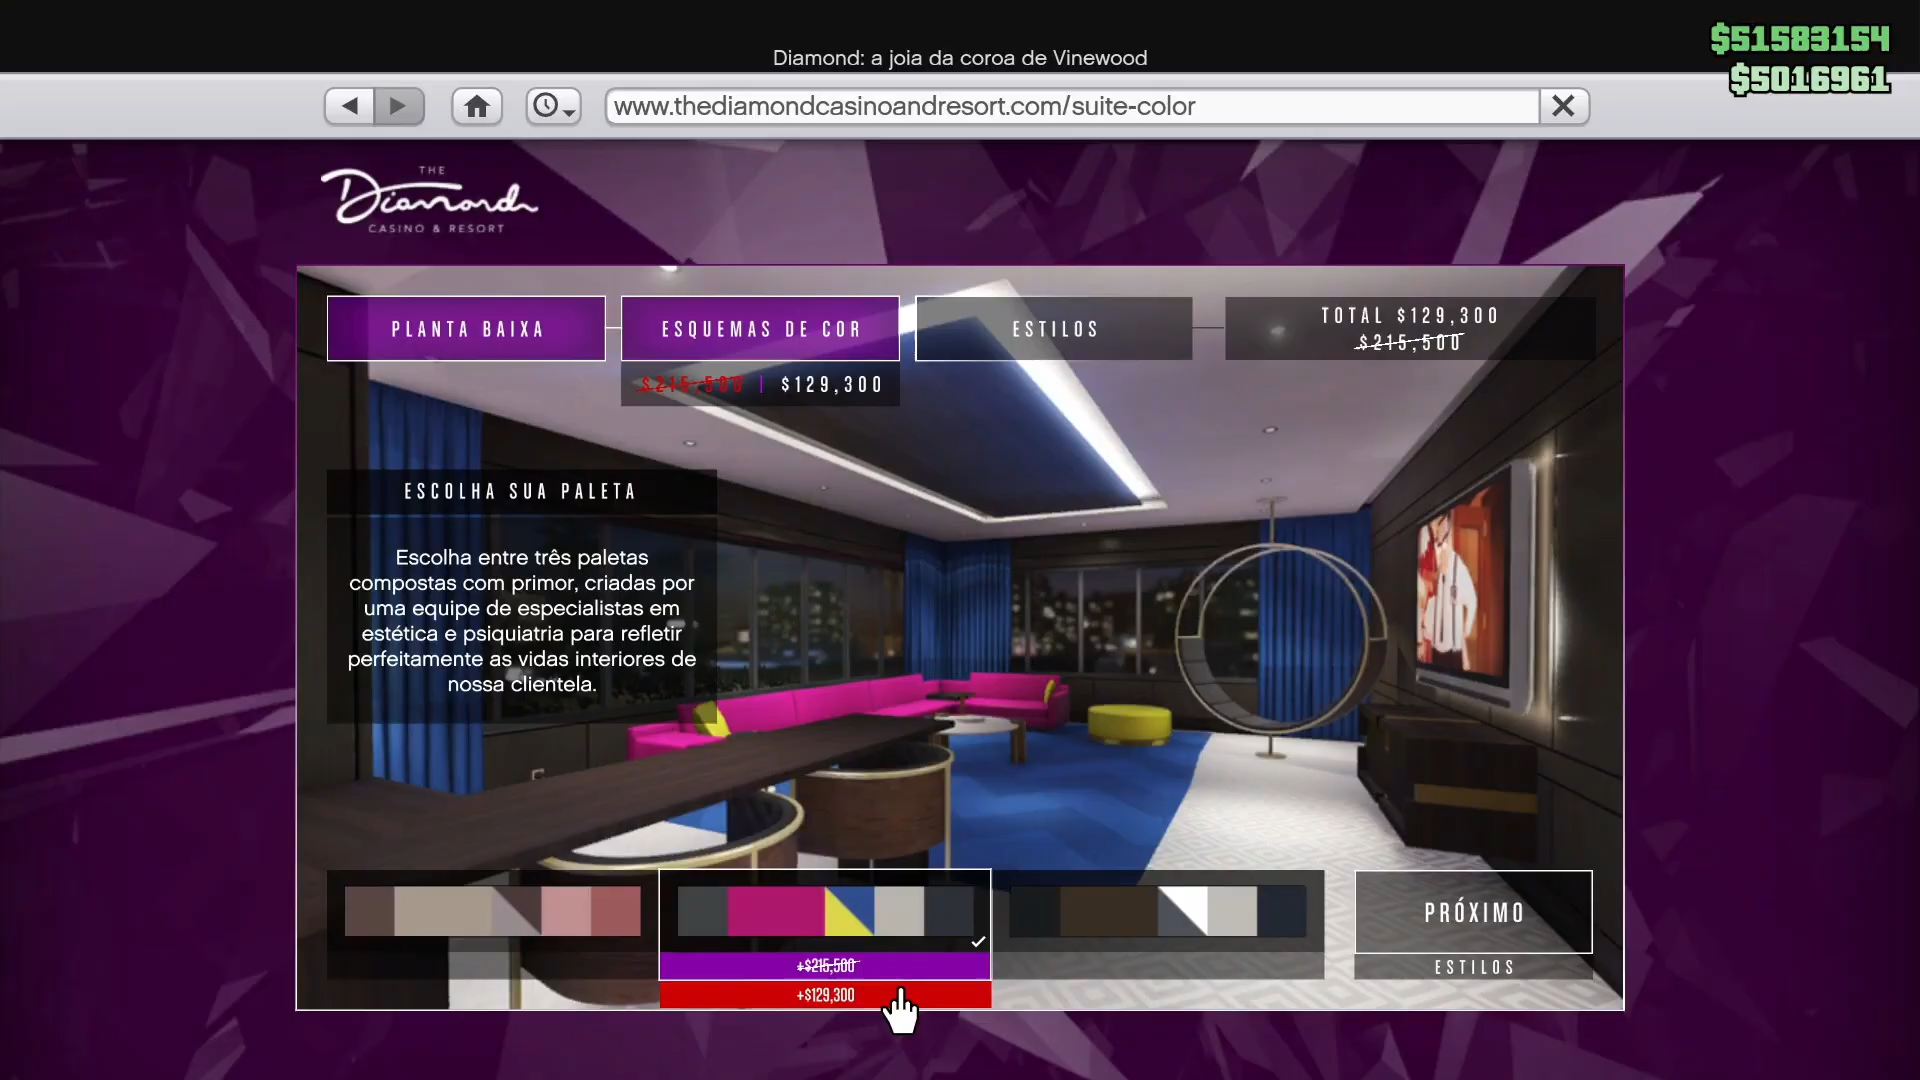 $51583154
Diamond: a joia da coroa de Vinewood
$5016961
www.thediamondcasinoandresort.com/suite-color
THE
Diamond
CASINO & RESORT
PLANTA BAIXA
ESQUEMAS DE COR
ESTILOS
TOTAL $129,300
$215,500
$215,500 | $129,300
ESCOLHA SUA PALETA
Escolha entre três paletas
compostas com primor, criadas por
uma equipe de especialistas em
estética e psiquiatria para refletir
perfeitamente as vidas interiores de
nossa clientela.
+$215,500
+$129,300
PRÓXIMO
ESTILOS